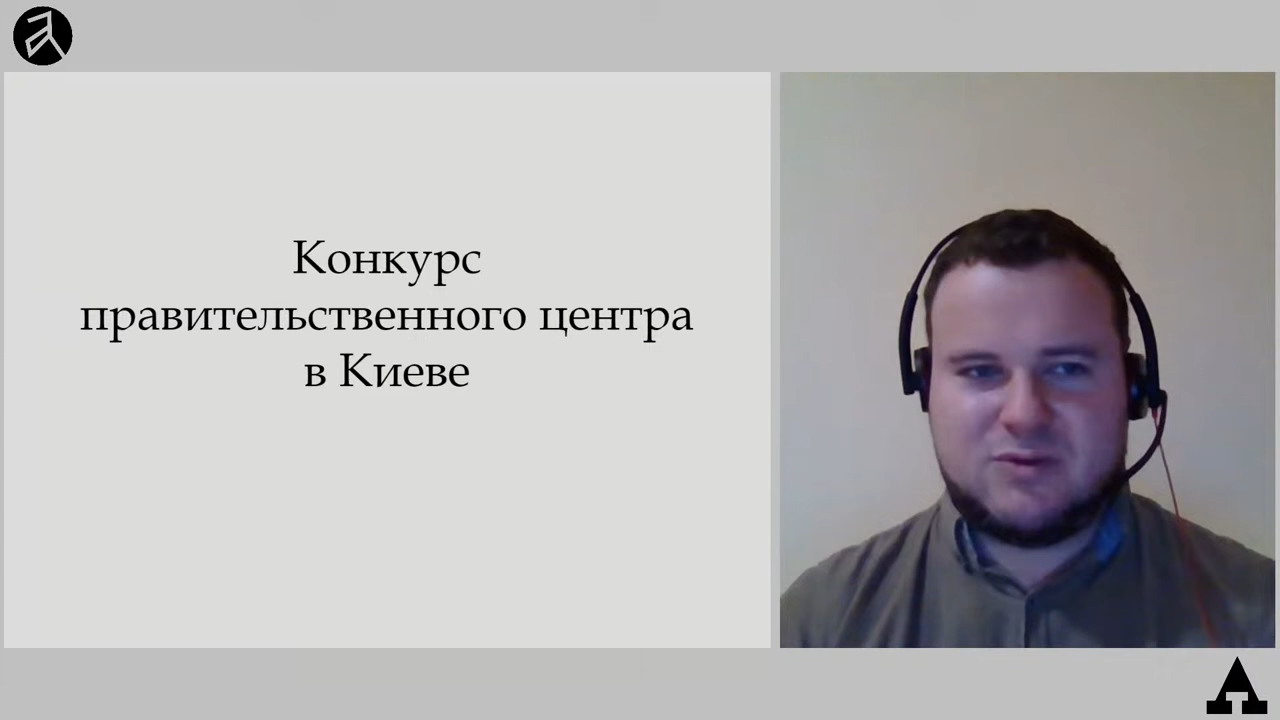 Конкурс
правительственного центра
в Киеве